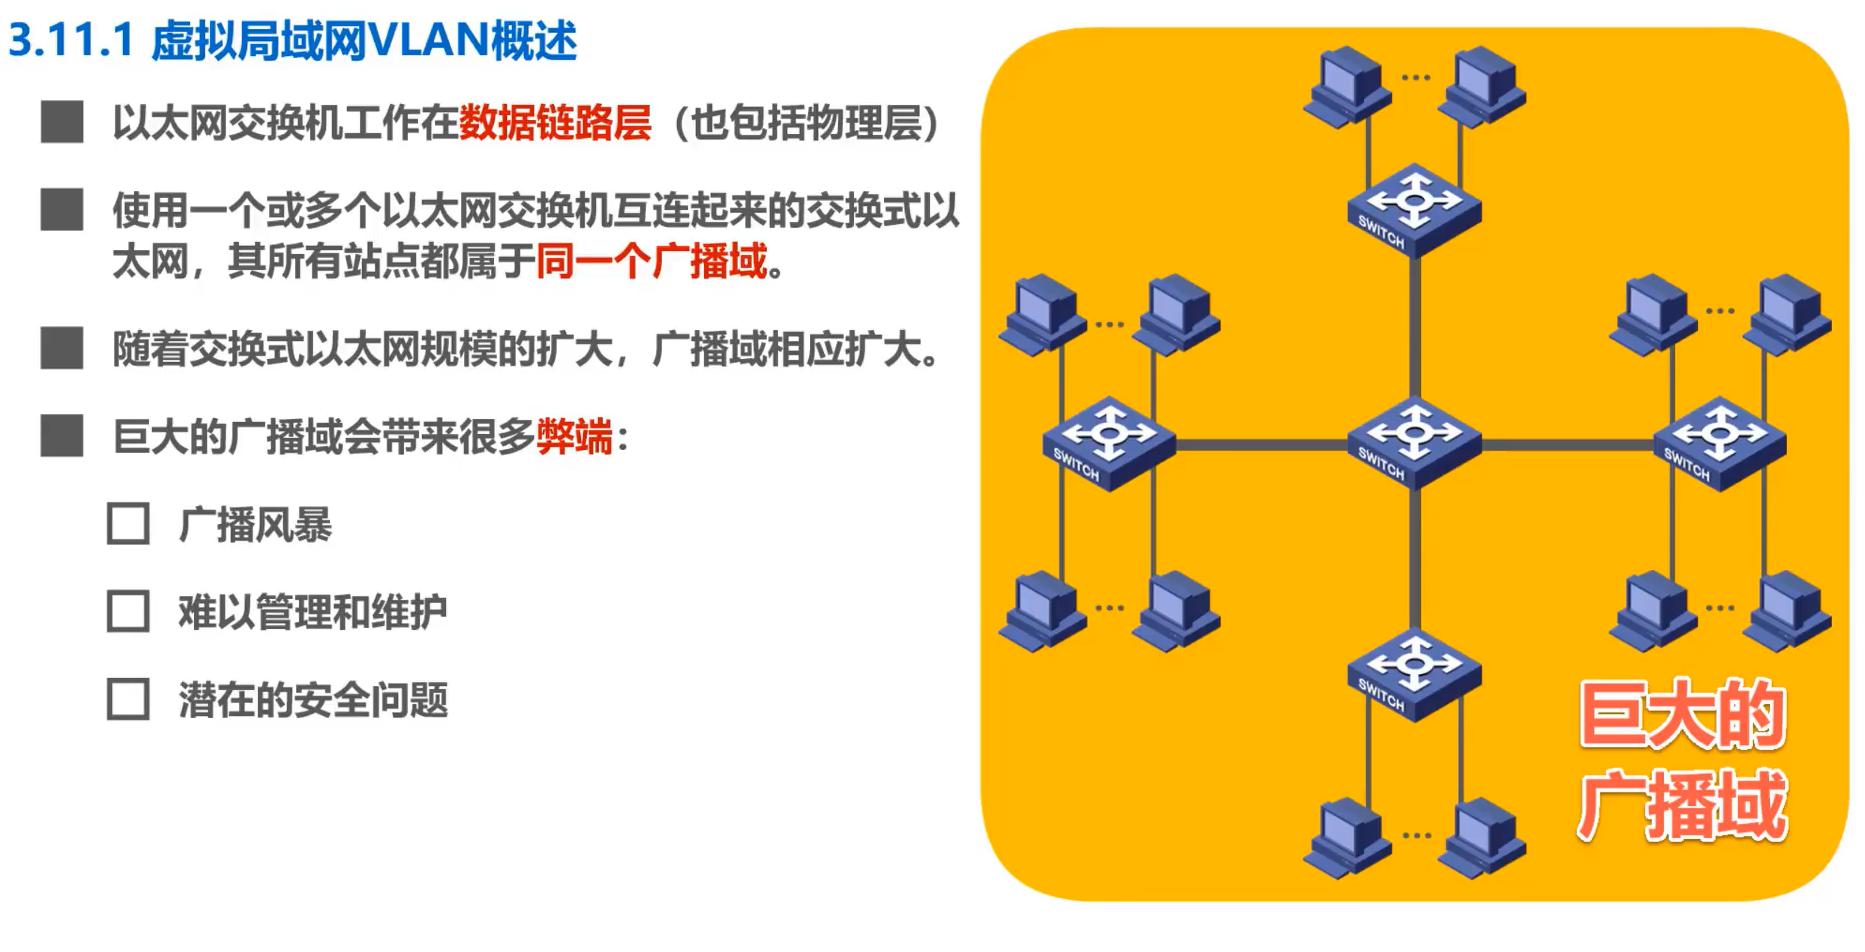 3.11.1 虚拟局域网VLAN概述
以太网交换机工作在数据链路层（也包括物理层）
使用一个或多个以太网交换机互连起来的交换式以
太网，其所有站点都属于同一个广播域。
随着交换式以太网规模的扩大，广播域相应扩大。
巨大的广播域会带来很多弊端：
广播风暴
难以管理和维护
潜在的安全问题
SWITCH
SWITCH
SWITCH
SWITCH
SWITCH
巨大的
广播域